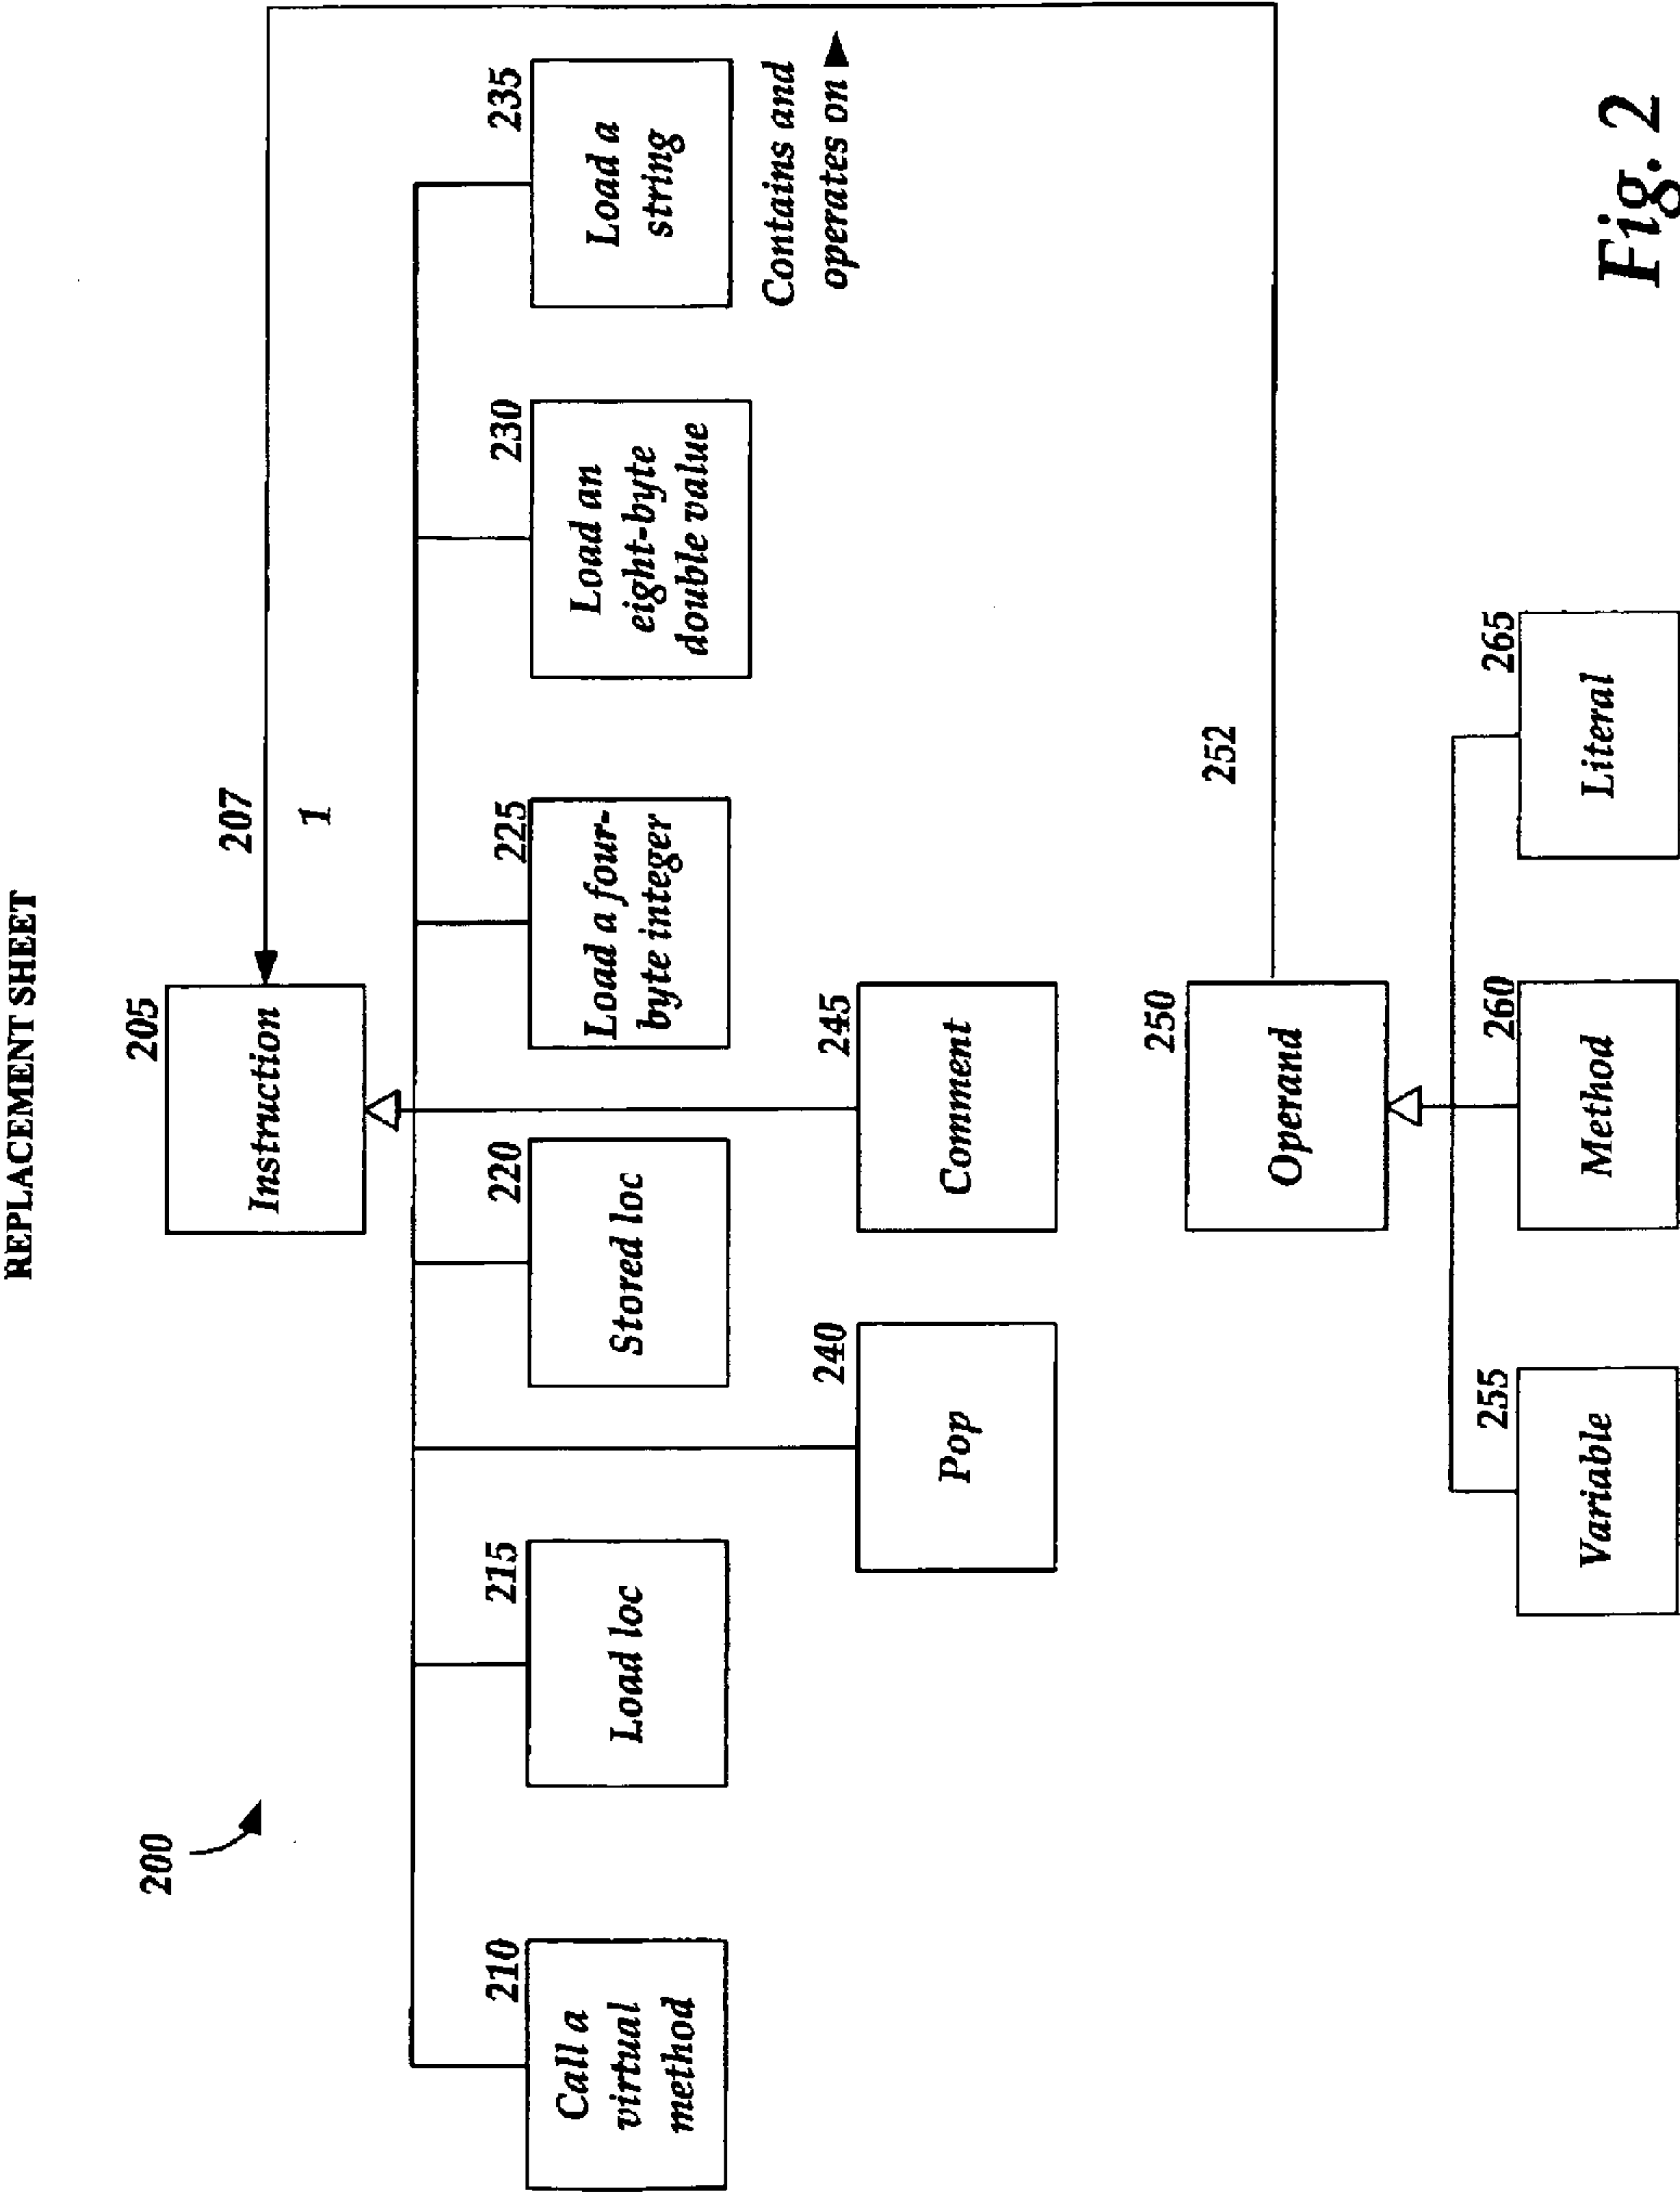 REPLACEMENT SHEET
200
205
Instruction
207
1
210
Call a
virtual
method
215
Load loc
220
Stored loc
225
Load a four-
byte integer
230
Load an
eight-byte
double value
235
Load a
string
240
Pop
245
Comment
Contains and
operates on
250
Operand
252
255
Variable
260
Method
265
Literal
Fig. 2